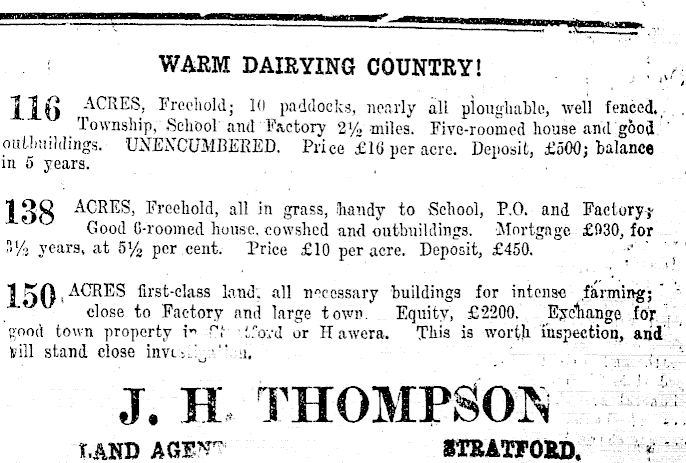 WARM DAIRYING COUNTRY!
116 ACRES, Freehold; 10 paddocks, nearly all ploughable, well fenced.
Township, School and Factory 2½ miles. Five-roomed house and good
outbuildings. UNENCUMBERED. Price £16 per acre. Deposit, £500; balance
in 5 years.
138 ACRES, Freehold, all in grass, handy to School, P.O. and Factory;
Good 6-roomed house, cowshed and outbuildings. Mortgage £930, for
3½ years, at 5½ per cent. Price £10 per acre. Deposit, £450.
150 ACRES first-class land, all necessary buildings for intense farming;
close to Factory and large town. Equity, £2200. Exchange for
good town property in Stratford or Hawera. This is worth inspection, and
will stand close investigation.
J. H. THOMPSON
LAND AGENT STRATFORD.